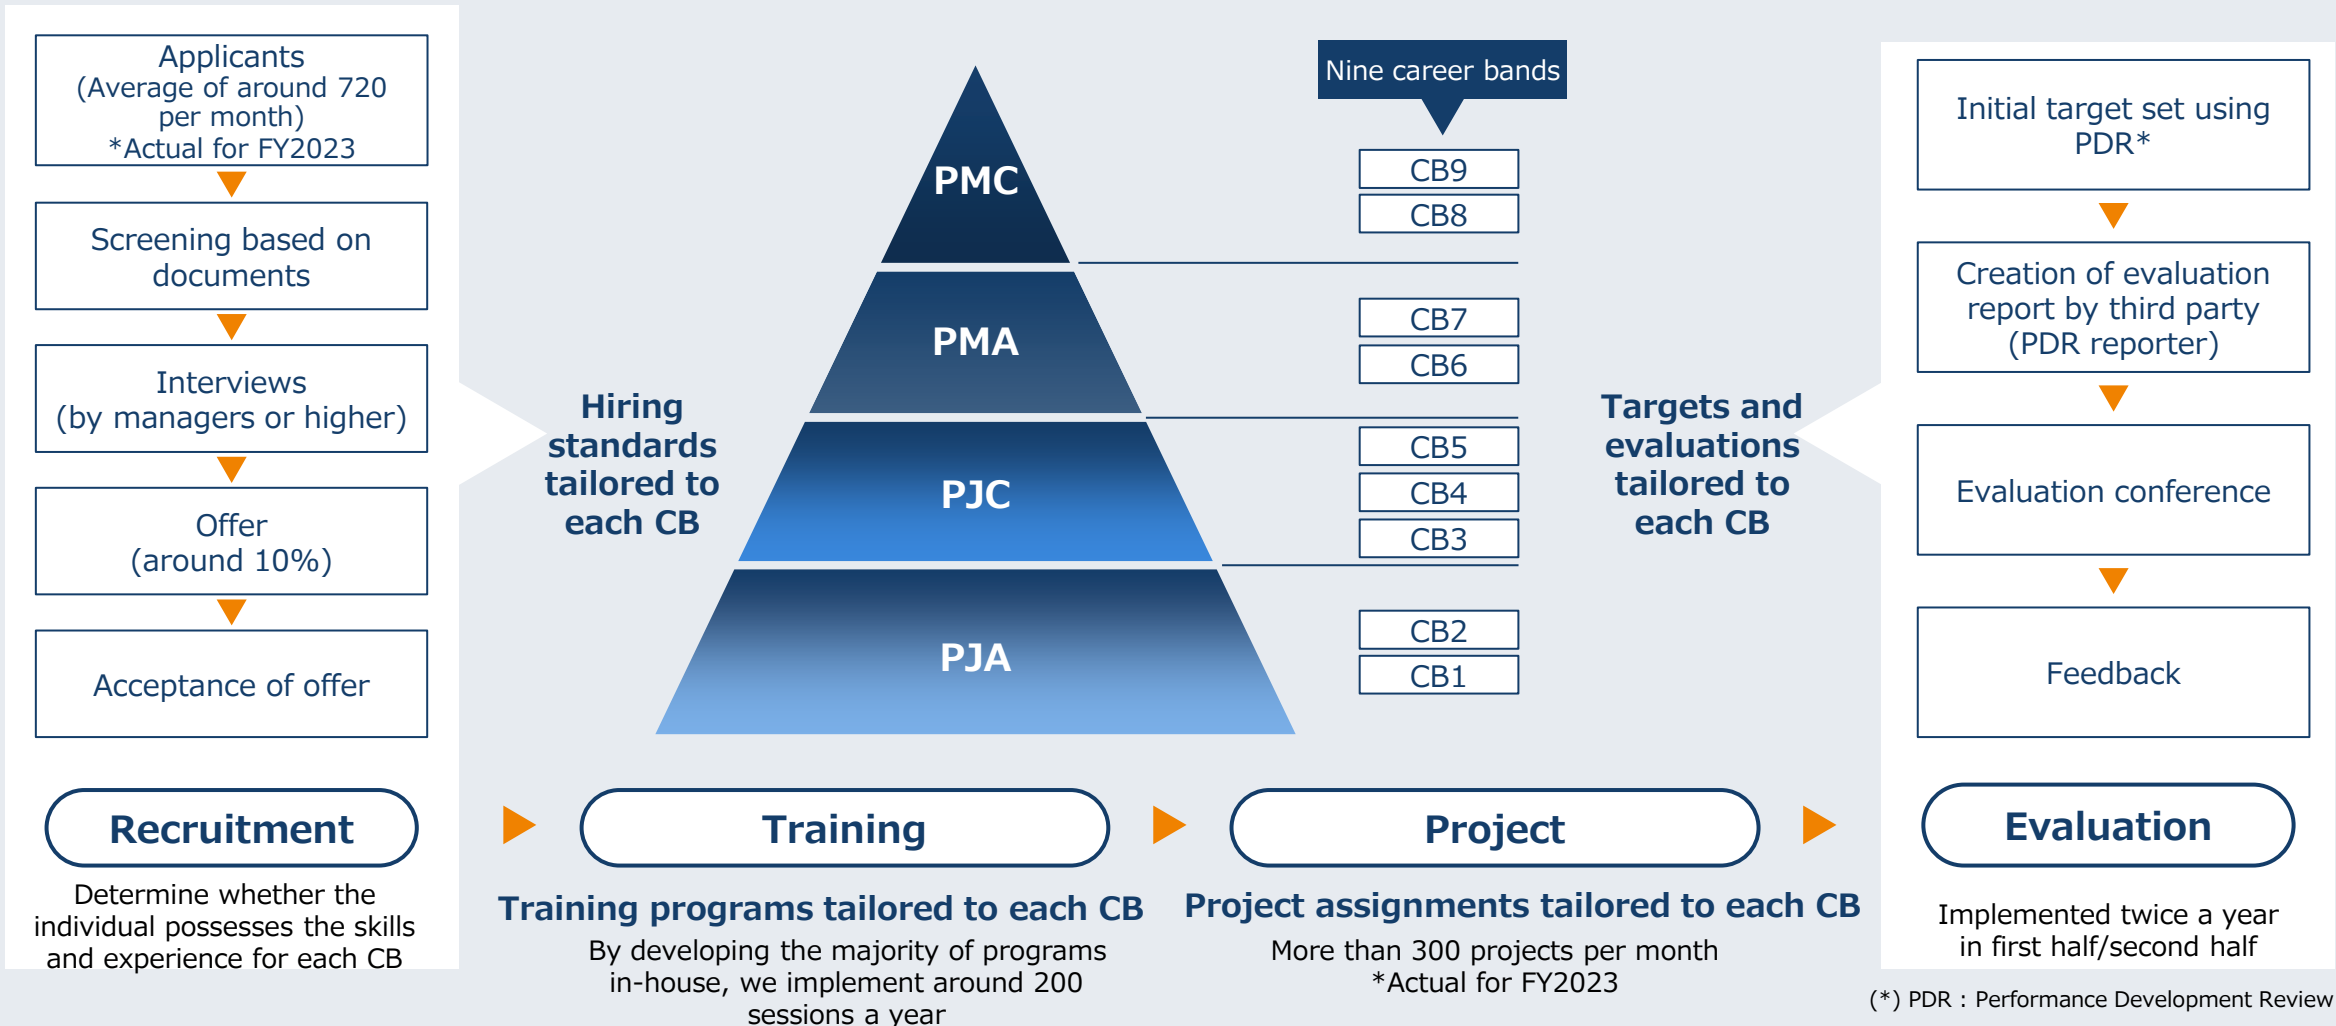 Applicants
(Average of around 720
per month)
*Actual for FY2023
Screening based on
documents
Interviews
(by managers or higher)
Offer
(around 10%)
Acceptance of offer
Recruitment
Determine whether the
individual possesses the skills
and experience for each CB
Hiring
standards
tailored to
each CB
PMC
PMA
PJC
PJA
Nine career bands
CB9
CB8
CB7
CB6
CB5
CB4
CB3
CB2
CB1
Training
Training programs tailored to each CB
By developing the majority of programs
in-house, we implement around 200
sessions a year
Project
Project assignments tailored to each CB
More than 300 projects per month
*Actual for FY2023
Targets and
evaluations
tailored to
each CB
Initial target set using
PDR*
Creation of evaluation
report by third party
(PDR reporter)
Evaluation conference
Feedback
Evaluation
Implemented twice a year
in first half/second half
(*) PDR : Performance Development Review